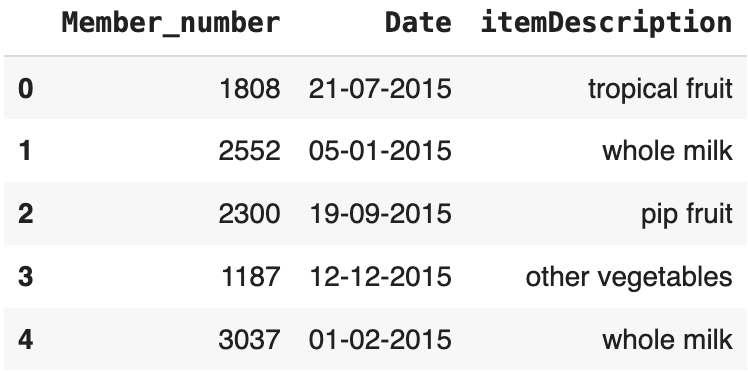 Member_number Date itemDescription
0 1808 21-07-2015 tropical fruit
1 2552 05-01-2015 whole milk
2 2300 19-09-2015 pip fruit
3 1187 12-12-2015 other vegetables
4 3037 01-02-2015 whole milk